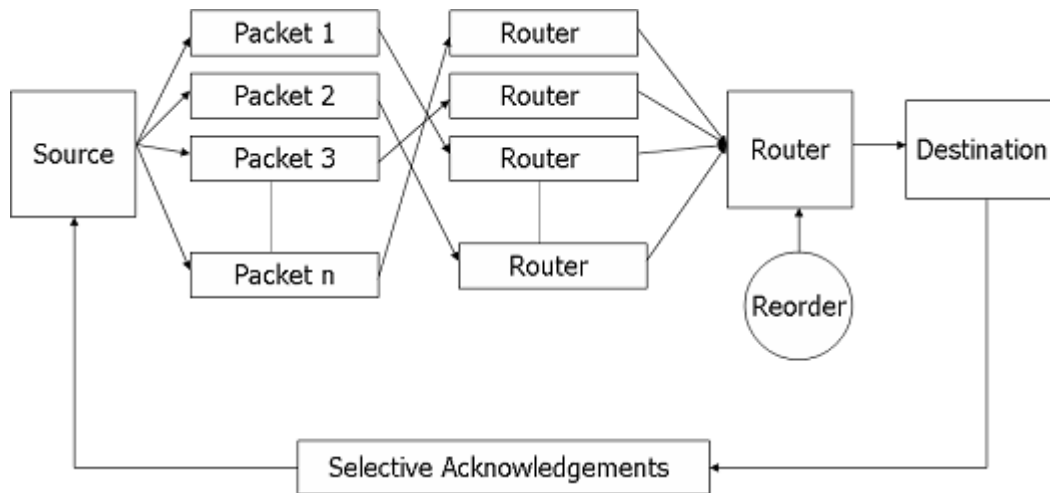 Packet 1
Router
Packet 2
Router
Source
Packet 3
Router
Router
Destination
Packet n
Router
Reorder
Selective Acknowledgements